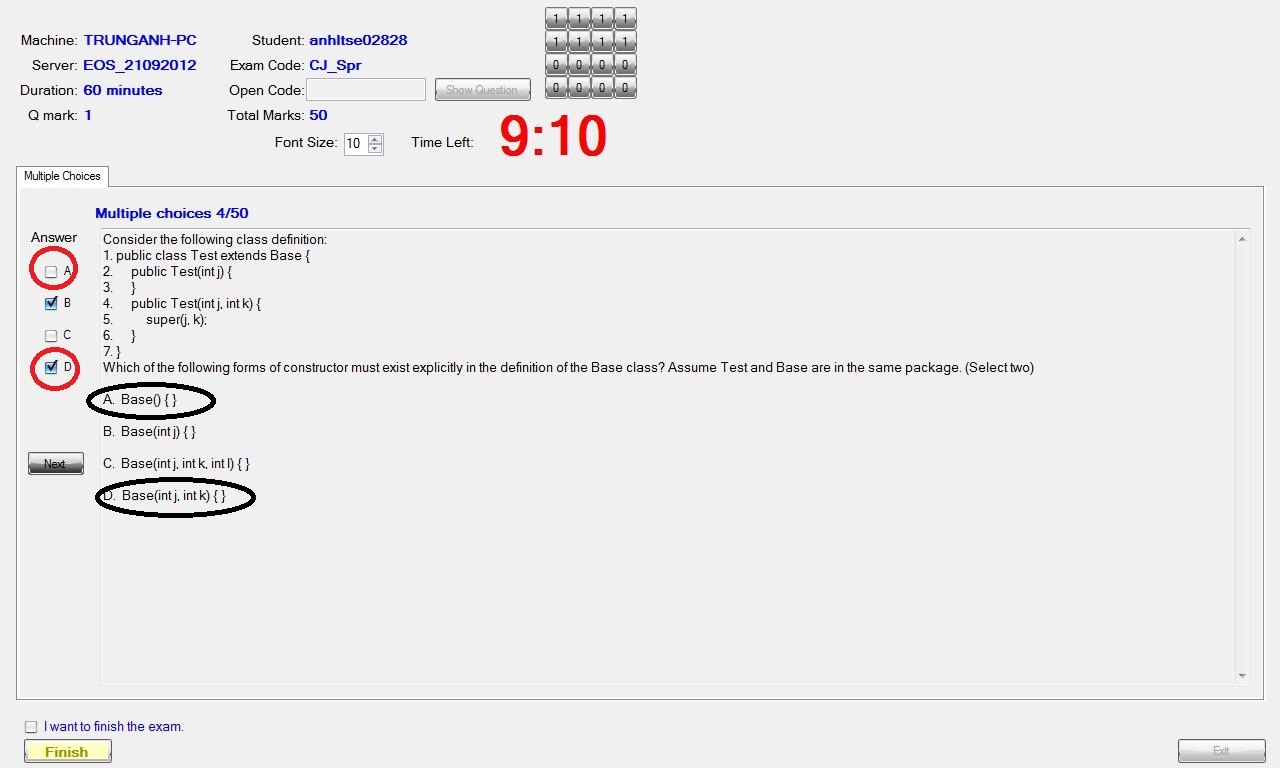 Machine: TRUNGANH-PC Student: anhltse02828
Server: EOS_21092012 Exam Code: CJ_Spr
Duration: 60 minutes Open Code: Show Question
Q mark: 1 Total Marks: 50
1 1 1 1
1 1 1 1
0 0 0 0
0 0 0 0
Font Size: 10 Time Left: 9:10
Multiple Choices
Multiple choices 4/50
Answer
A
B
C
D
Next
Consider the following class definition:
1. public class Test extends Base {
2. public Test(int j) {
3. }
4. public Test(int j, int k) {
5. super(j, k);
6. }
7. }
Which of the following forms of constructor must exist explicitly in the definition of the Base class? Assume Test and Base are in the same package. (Select two)
A. Base() { }
B. Base(int j) { }
C. Base(int j, int k, int l) { }
D. Base(int j, int k) { }
I want to finish the exam.
Finish
Exit